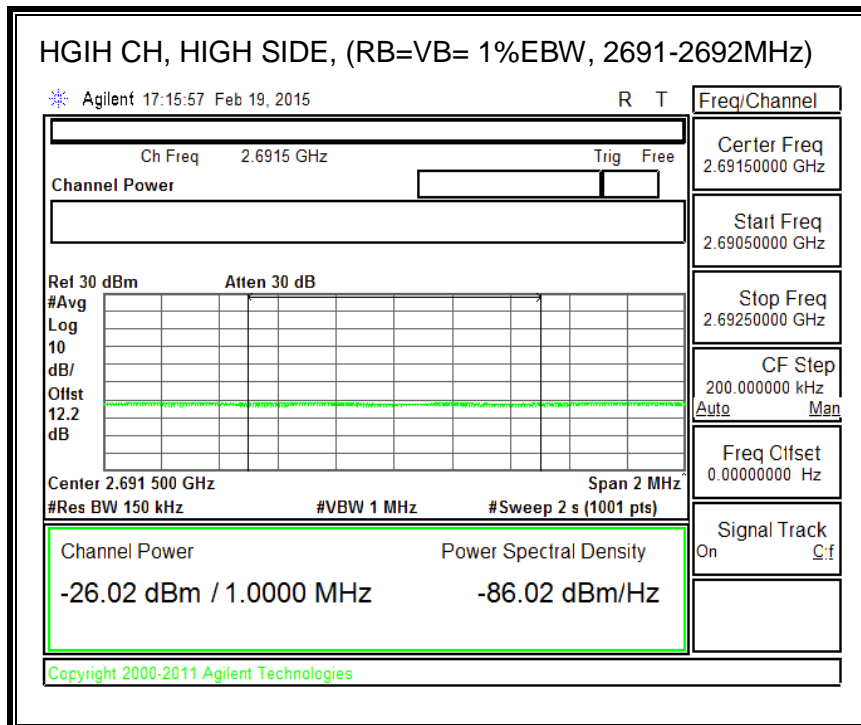 HGIH CH, HIGH SIDE, (RB=VB= 1%EBW, 2691-2692MHz)
Agilent 17:15:57 Feb 19, 2015 R T
Ch Freq 2.6915 GHz Trig Free
Channel Power
Ref 30 dBm Atten 30 dB
#Avg
Log
10
dB/
Offst
12.2
dB
Center 2.691 500 GHz Span 2 MHz
#Res BW 150 kHz #VBW 1 MHz #Sweep 2 s (1001 pts)
Channel Power Power Spectral Density
-26.02 dBm / 1.0000 MHz -86.02 dBm/Hz
Copyright 2000-2011 Agilent Technologies
Freq/Channel
Center Freq
2.69150000 GHz
Start Freq
2.69050000 GHz
Stop Freq
2.69250000 GHz
CF Step
200.000000 kHz
Auto Man
Freq Offset
0.00000000 Hz
Signal Track
On Off